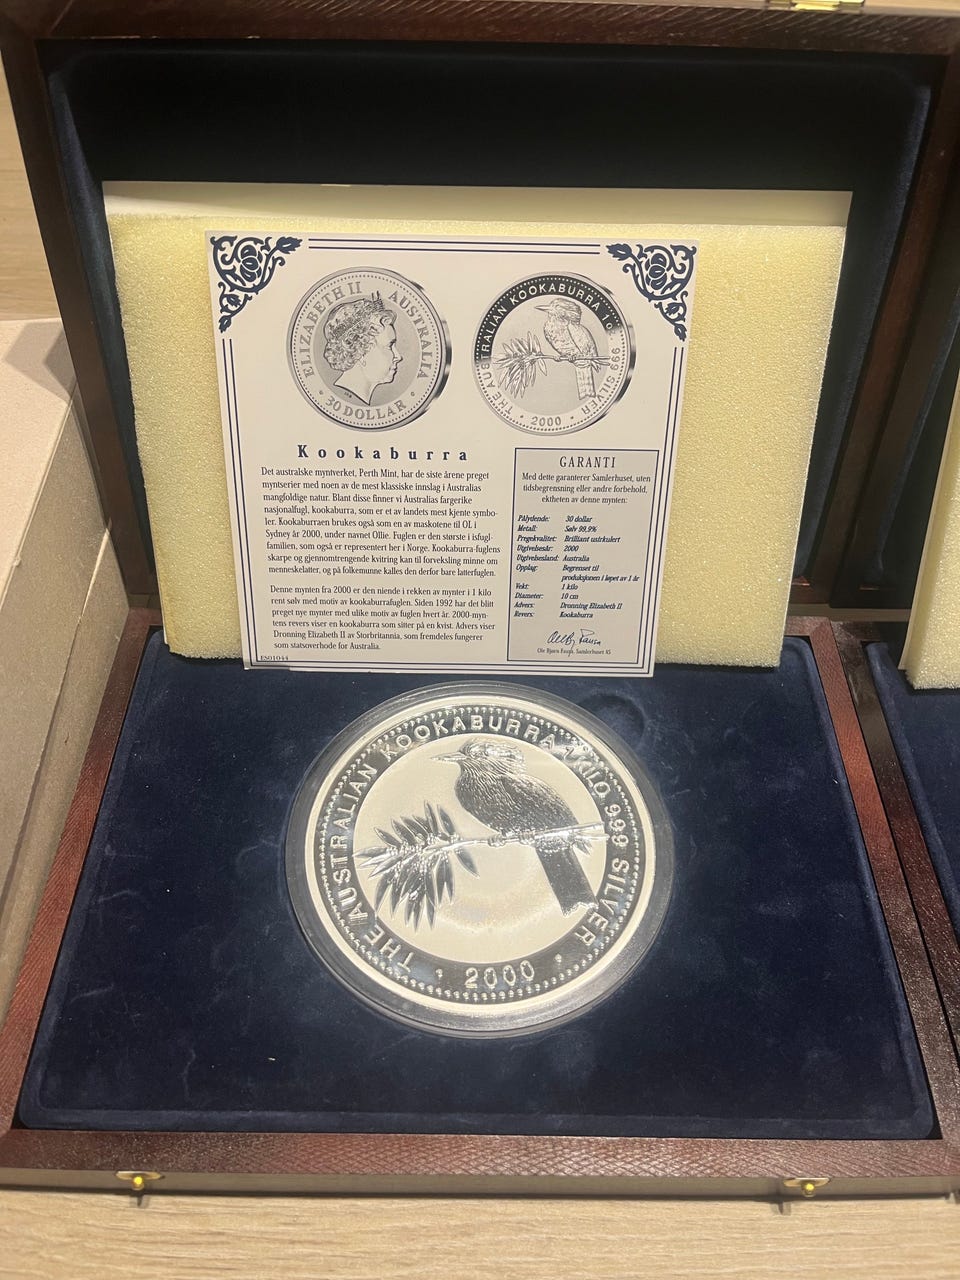 ELIZABETH II AUSTRALIA
30 DOLLAR
THE AUSTRALIAN KOOKABURRA 1 999 SILVER
2000
Kookaburra
Det australske myntverket, Perth Mint, har de siste årene preget
myntserier med noen av de mest klassiske innslag i Australias
mangfoldige natur. Blant disse finner vi Australias fargerike
nasjonalfugl, kookaburra, som er et av landets mest kjente symbo-
ler. Kookaburraen brukes også som en av maskotene til OL i
Sydney år 2000, under navnet Ollie. Fuglen er den største i isfugl-
familien, som også er representert her i Norge. Kookaburra-fuglens
skarpe og gjennomtrengende kvitring kan til forveksling minne om
menneskelatter, og på folkemunne kalles den derfor bare latterfuglen.
Denne mynten fra 2000 er den niende i rekken av mynter i 1 kilo
rent sølv med motiv av kookaburrafuglen. Siden 1992 har det blitt
preget nye mynter med ulike motiv av fuglen hvert år. 2000-myn-
tens revers viser en kookaburra som sitter på en kvist. Advers viser
Dronning Elizabeth II av Storbritannia, som fremdeles fungerer
som statsoverhode for Australia.
ES01044
GARANTI
Med dette garanterer Samlerhuset, uten
tidsbegrensning eller andre forbehold,
ektheten av denne mynten:
Pålydende: 30 dollar
Metall: Sølv 99,9%
Pregekvalitet: Brilliant usirkulert
Utgivelsesår: 2000
Utgivelsesland: Australia
Opplag: Begrenset til
produksjonen i løpet av 1 år
Vekt: 1 kilo
Diameter: 10 cm
Advers: Dronning Elizabeth II
Revers: Kookaburra
Ole Bjørn Fausa, Samlerhuset AS
THE AUSTRALIAN KOOKABURRA 1 KILO 999 SILVER
2000